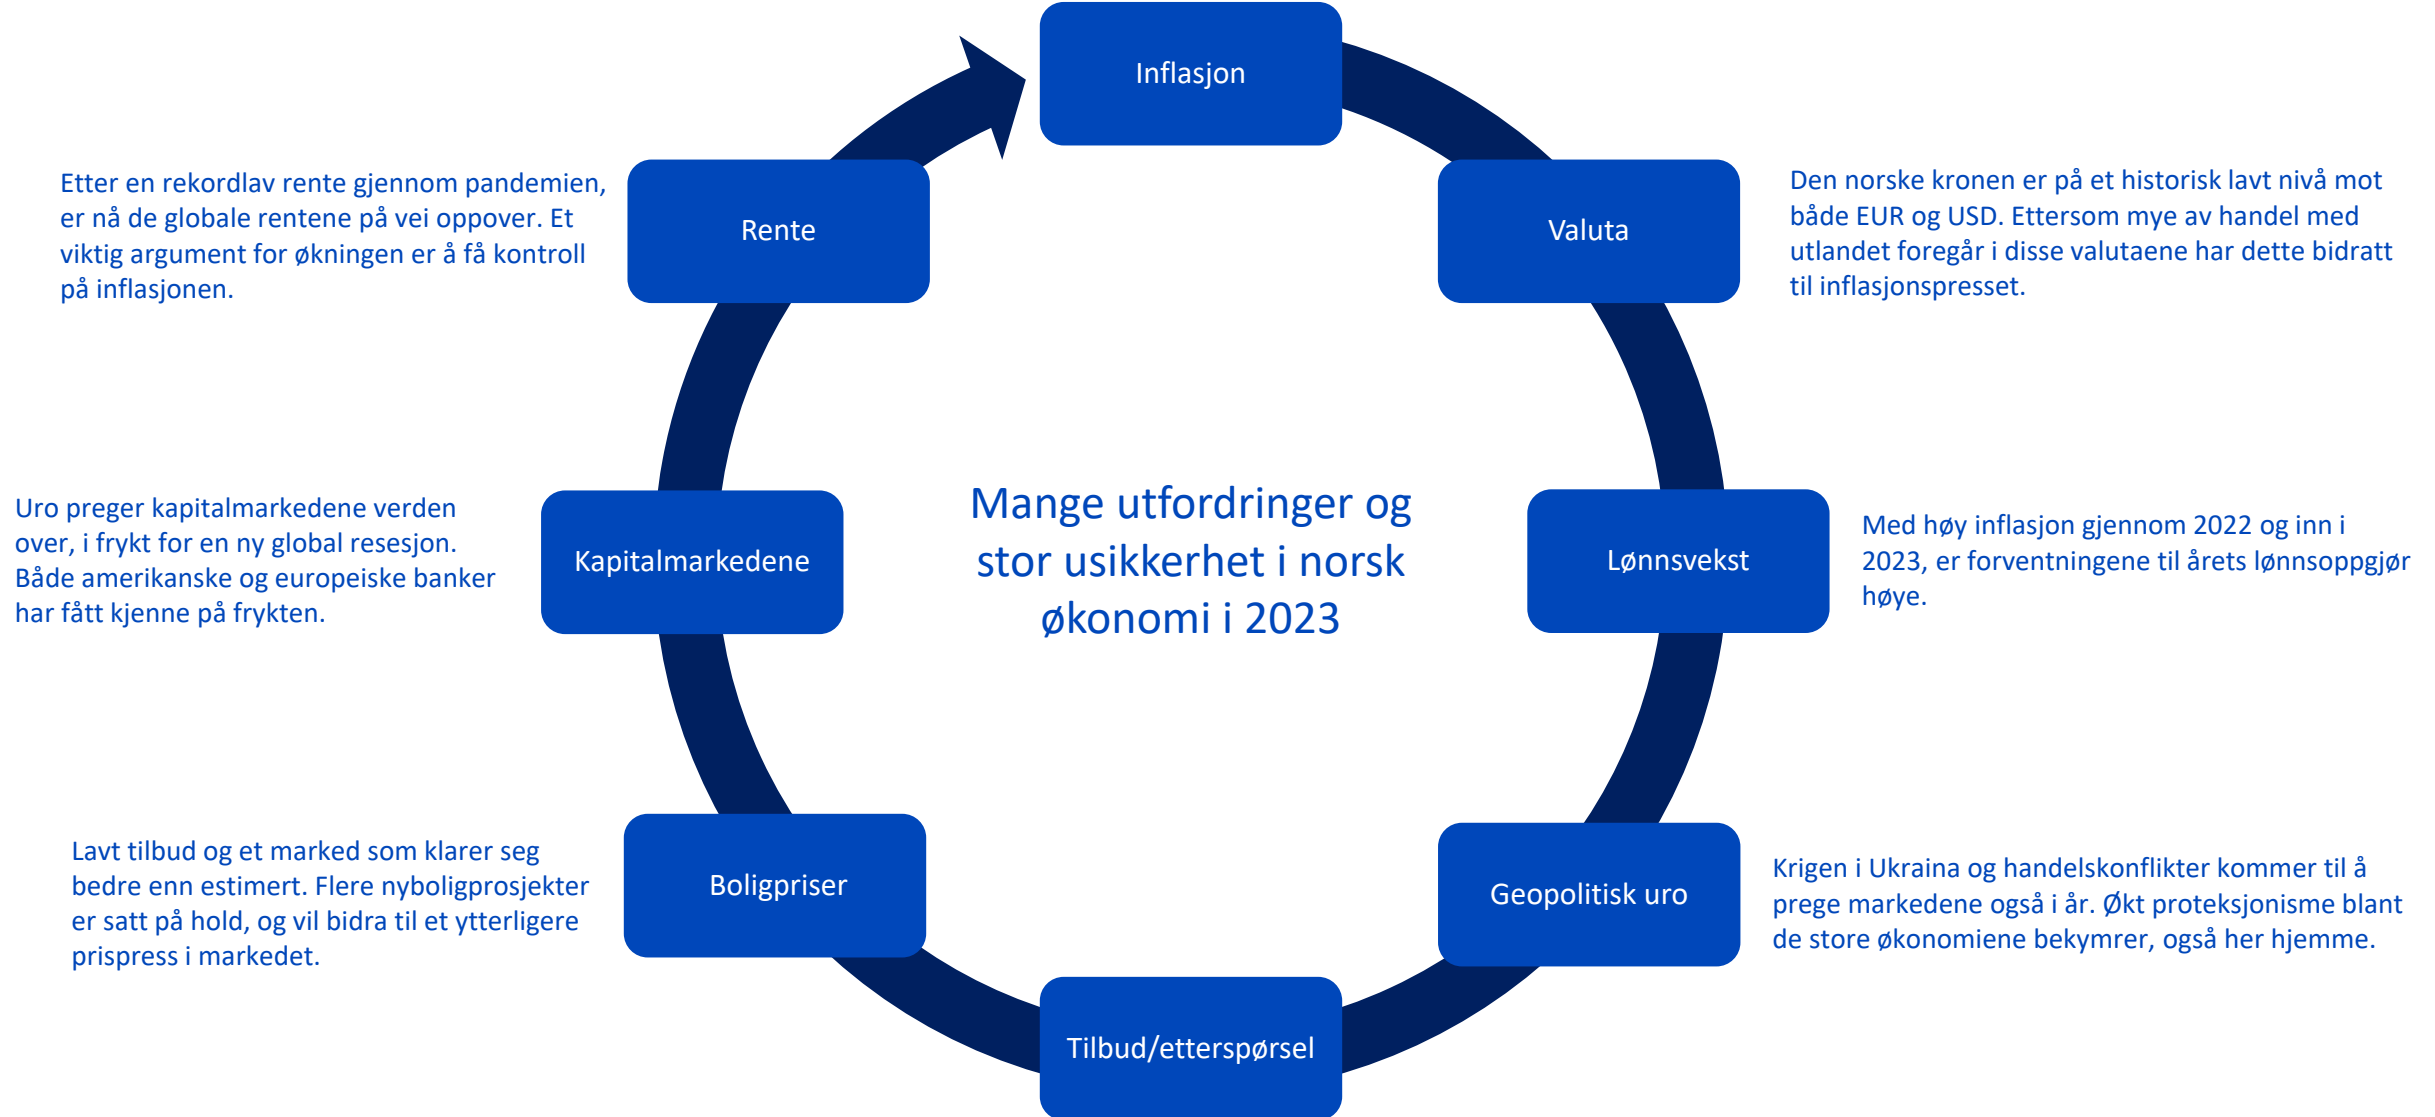 Inflasjon
Valuta
Den norske kronen er på et historisk lavt nivå mot
både EUR og USD. Ettersom mye av handel med
utlandet foregår i disse valutaene har dette bidratt
til inflasjonspresset.
Lønnsvekst
Med høy inflasjon gjennom 2022 og inn i
2023, er forventningene til årets lønnsoppgjør
høye.
Geopolitisk uro
Krigen i Ukraina og handelskonflikter kommer til å
prege markedene også i år. Økt proteksjonisme blant
de store økonomiene bekymrer, også her hjemme.
Tilbud/etterspørsel
Boligpriser
Lavt tilbud og et marked som klarer seg
bedre enn estimert. Flere nyboligprosjekter
er satt på hold, og vil bidra til et ytterligere
prispress i markedet.
Kapitalmarkedene
Uro preger kapitalmarkedene verden
over, i frykt for en ny global resesjon.
Både amerikanske og europeiske banker
har fått kjenne på frykten.
Rente
Etter en rekordlav rente gjennom pandemien,
er nå de globale rentene på vei oppover. Et
viktig argument for økningen er å få kontroll
på inflasjonen.
Mange utfordringer og
stor usikkerhet i norsk
økonomi i 2023